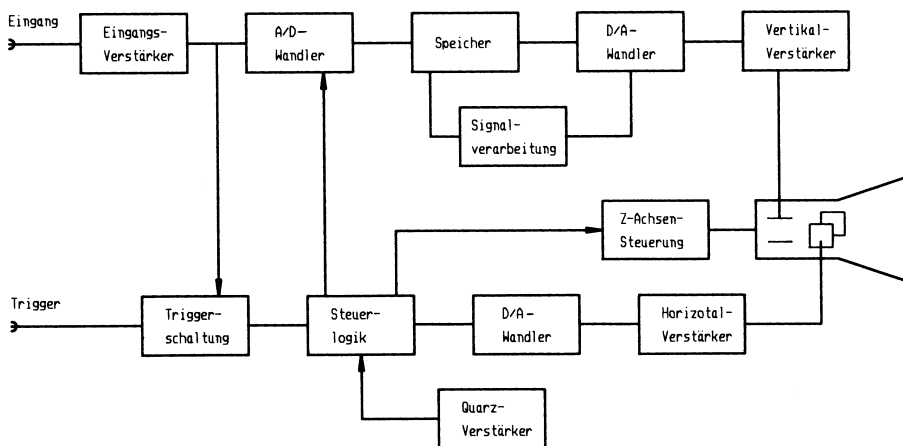 Eingang
Eingangs-
Verstärker
A/D-
Wandler
Speicher
D/A-
Wandler
Vertikal-
Verstärker
Signal-
verarbeitung
Z-Achsen-
Steuerung
Trigger
Trigger-
schaltung
Steuer-
logik
D/A-
Wandler
Horizotal-
Verstärker
Quarz-
Verstärker